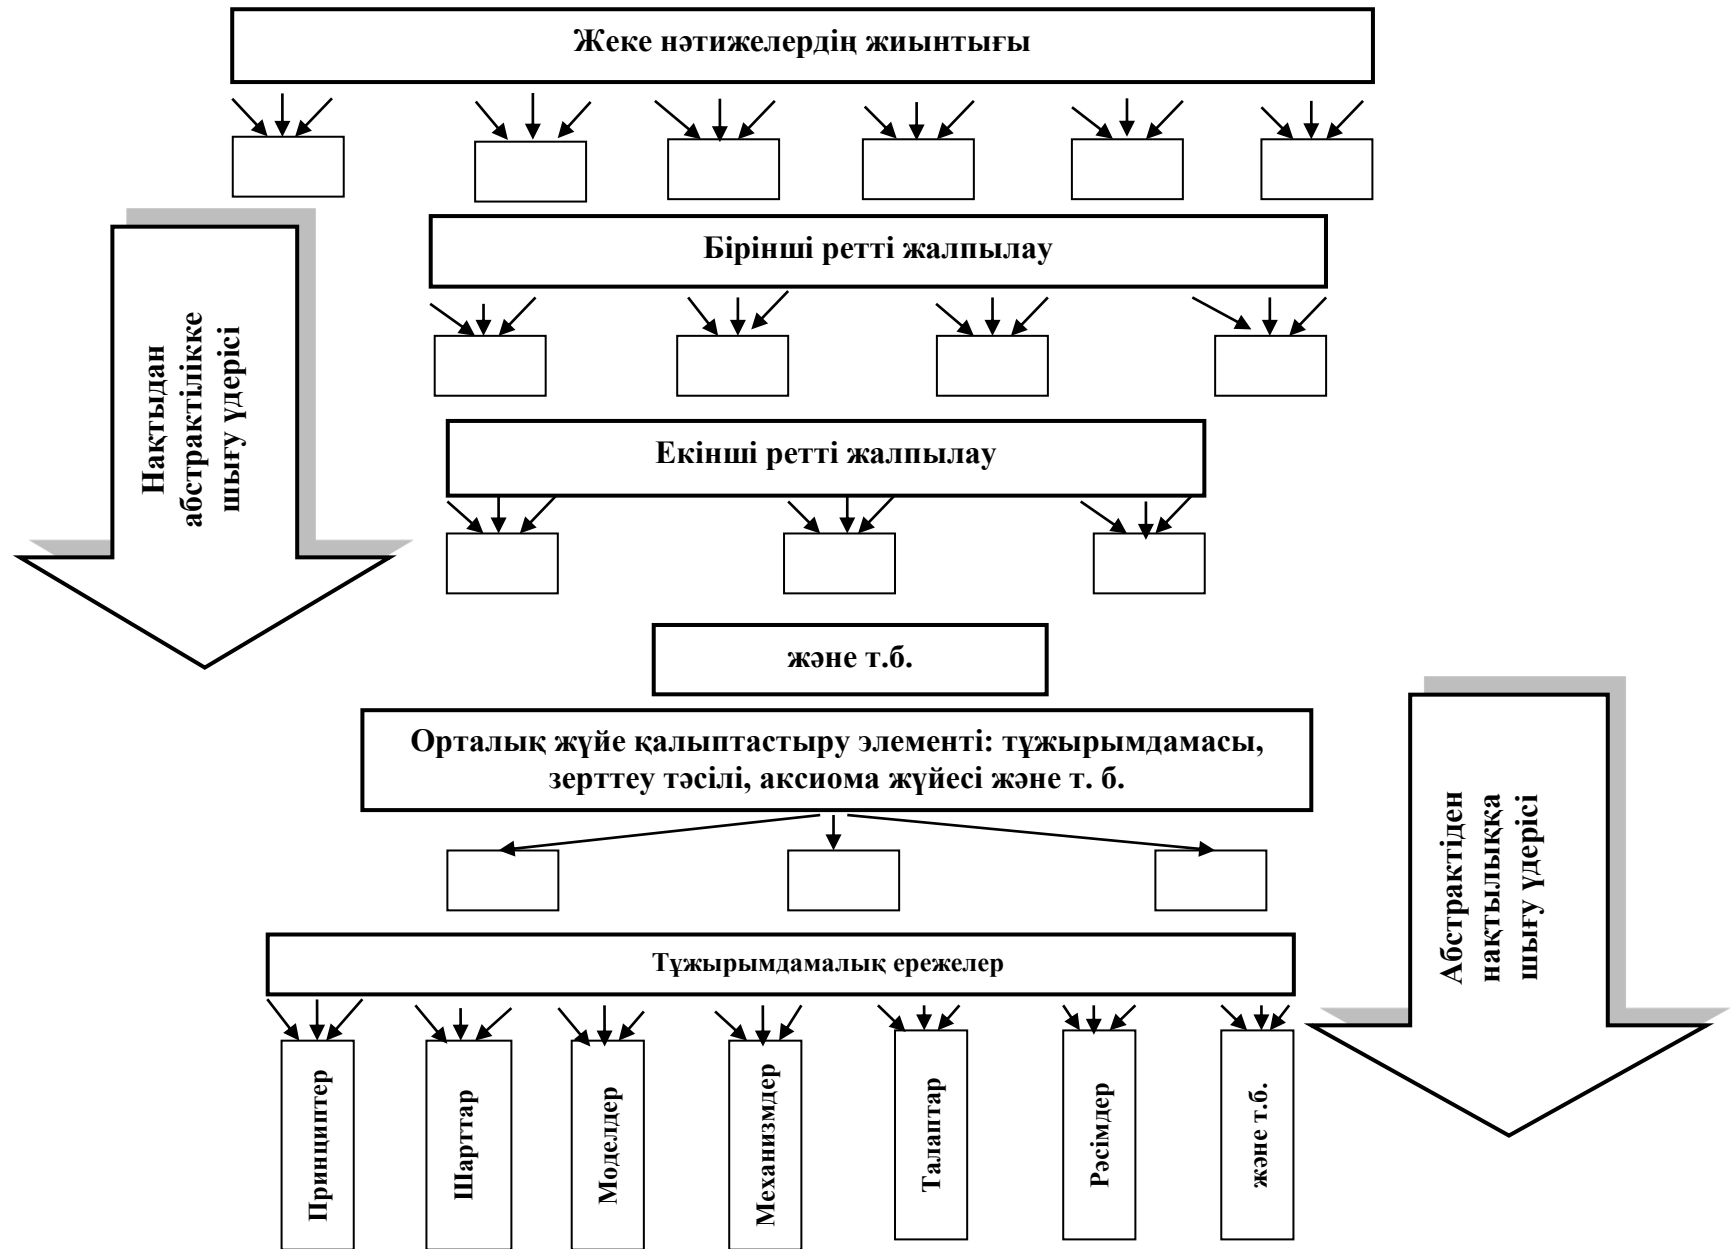 Жеке нәтижелердің жиынтығы
Бірінші ретті жалпылау
Нақтыдан
абстрактілікке
шығу үдерісі
Екінші ретті жалпылау
және т.б.
Орталық жүйе қалыптастыру элементі: тұжырымдамасы,
зерттеу тәсілі, аксиома жүйесі және т. б.
Абстрактіден
нақтылыққа
шығу үдерісі
Тұжырымдамалық ережелер
Принциптер
Шарттар
Моделдер
Механизмдер
Талаптар
Рәсімдер
және т.б.